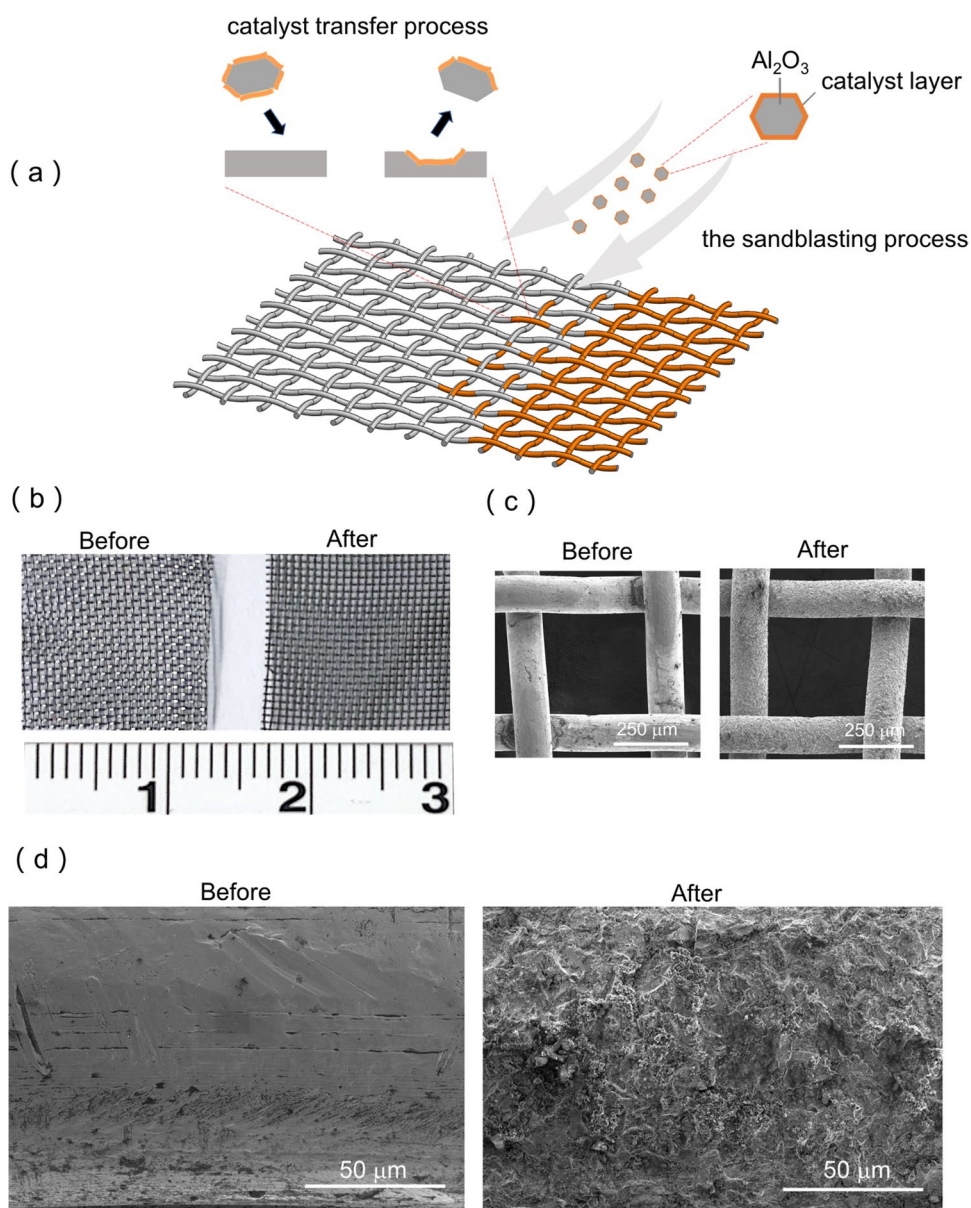 catalyst transfer process
Al₂O₃
catalyst layer
( a )
the sandblasting process
( b )
Before
After
1 2 3
( c )
Before
After
250 μm
250 μm
( d )
Before
After
50 μm
50 μm